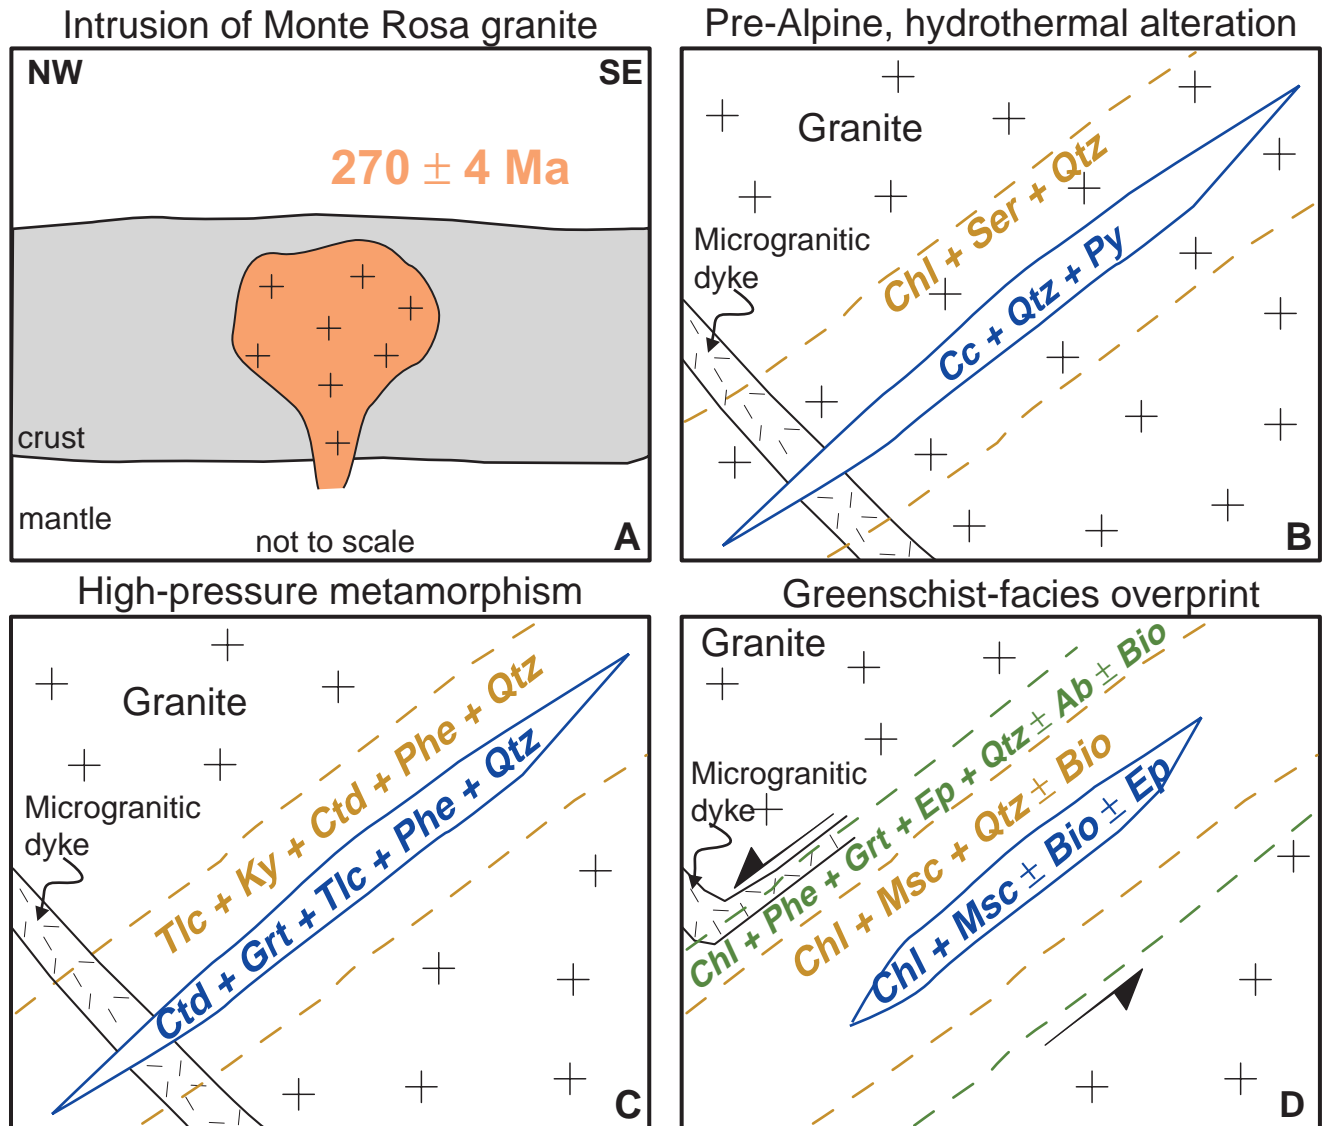 Intrusion of Monte Rosa granite
NW
SE
270 ± 4 Ma
crust
mantle
not to scale
A
Pre-Alpine, hydrothermal alteration
Granite
Chl + Ser + Qtz
Microgranitic
dyke
Cc + Qtz + Py
B
High-pressure metamorphism
Granite
Tlc + Ky + Ctd + Phe + Qtz
Microgranitic
dyke
Ctd + Grt + Tlc + Phe + Qtz
C
Greenschist-facies overprint
Granite
Chl + Phe + Grt + Ep + Qtz ± Ab ± Bio
Microgranitic
dyke
Chl + Msc + Qtz ± Bio
Chl + Msc ± Bio ± Ep
D